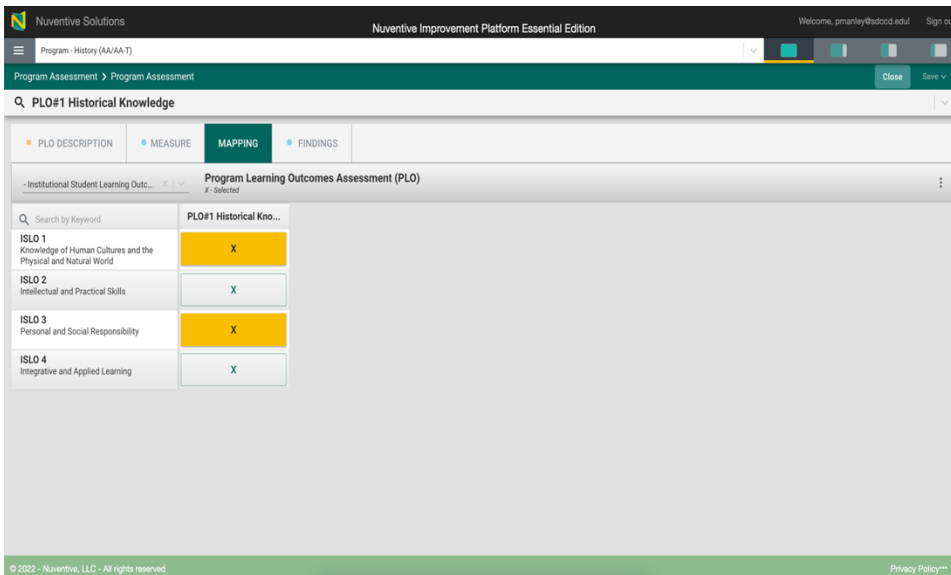 N Nuventive Solutions
Nuventive Improvement Platform Essential Edition
Welcome, pmanley@sdccd.edu! Sign ou
Program - History (AA/AA-T)
Program Assessment > Program Assessment
Close Save
PLO#1 Historical Knowledge
PLO DESCRIPTION MEASURE MAPPING FINDINGS
- Institutional Student Learning Outc... X
Program Learning Outcomes Assessment (PLO)
X - Selected
Search by Keyword
PLO#1 Historical Kno...
ISLO 1
Knowledge of Human Cultures and the
Physical and Natural World
X
ISLO 2
Intellectual and Practical Skills
X
ISLO 3
Personal and Social Responsibility
X
ISLO 4
Integrative and Applied Learning
X
© 2022 - Nuventive, LLC - All rights reserved
Privacy Policy